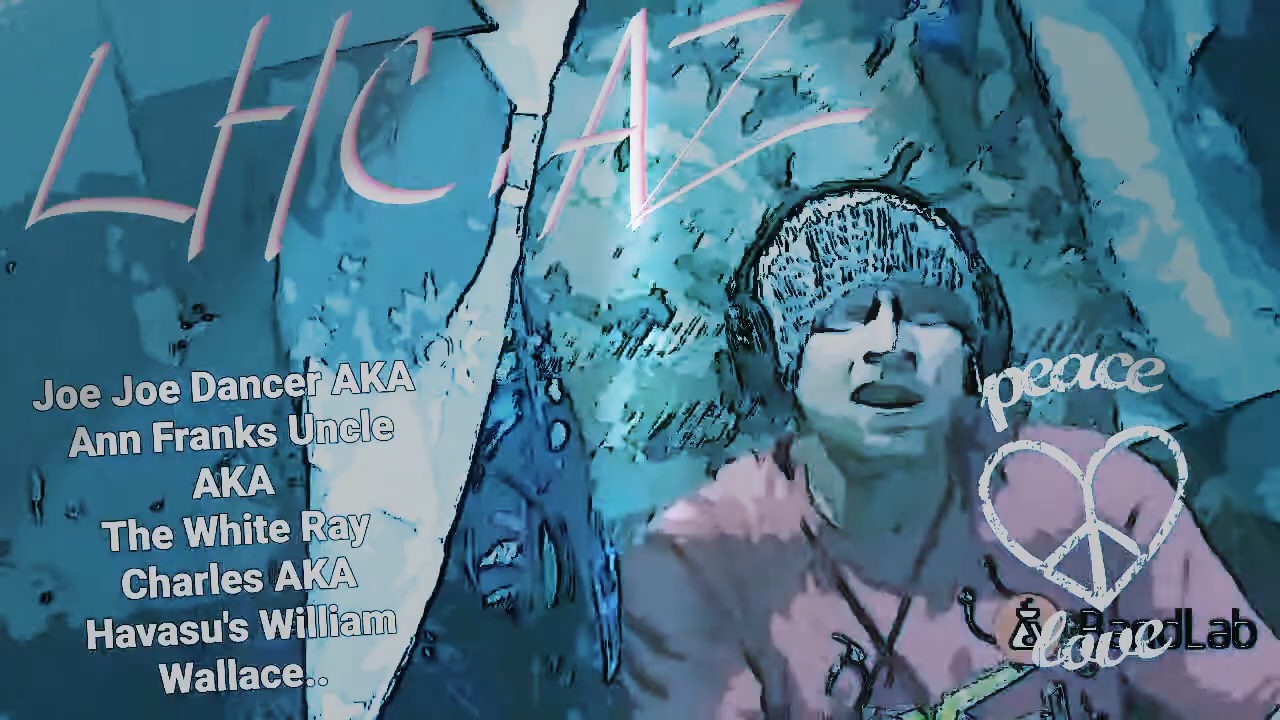 LHC, AZ
Joe Joe Dancer AKA
Ann Franks Uncle
AKA
The White Ray
Charles AKA
Havasu's William
Wallace..
peace
BandLab
love